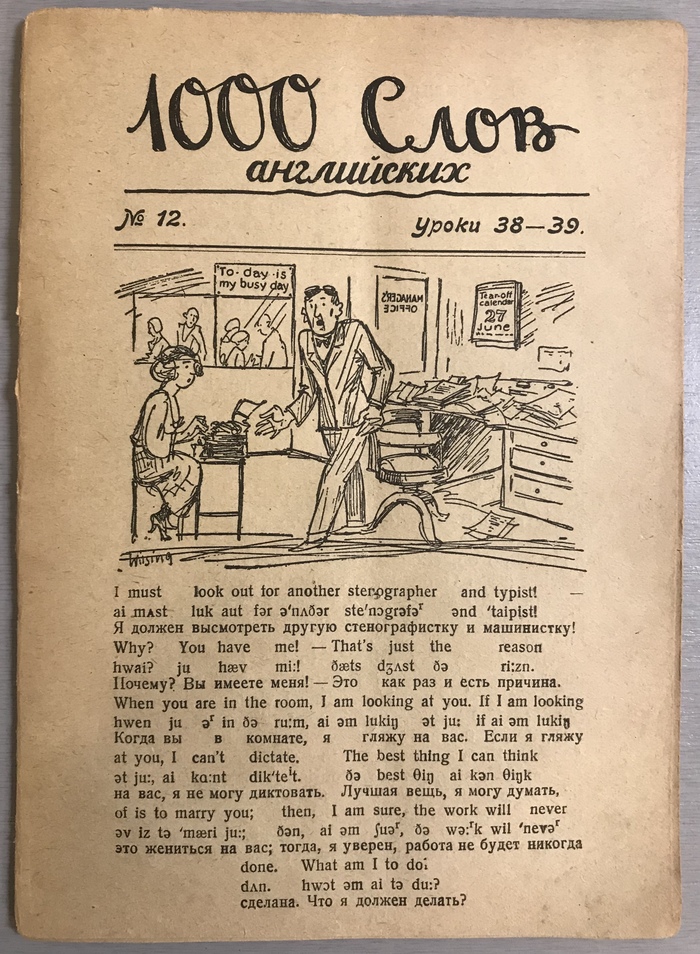 1000 Слов
английских
№ 12.
Уроки 38—39.
To-day is
my busy day
MANAGER'S
OFFICE
Tear-off
calendar
27
June
Wilsing
I must look out for another stenographer and typist! —
ai mʌst luk aut fər ə'nʌðər ste'nɔgrəfəʳ ənd 'taipist!
Я должен высмотреть другую стенографистку и машинистку!
Why? You have me! — That's just the reason
hwai? ju hæv mi:! ðæts dʒʌst ðə ri:zn.
Почему? Вы имеете меня! — Это как раз и есть причина.
When you are in the room, I am looking at you. If I am looking
hwen ju əʳ in ðə ru:m, ai əm lukiŋ ət ju: if ai əm lukiŋ
Когда вы в комнате, я гляжу на вас. Если я гляжу
at you, I can't dictate. The best thing I can think
ət ju:, ai kɑ:nt dik'teⁱt. ðə best θiŋ ai kən θiŋk
на вас, я не могу диктовать. Лучшая вещь, я могу думать,
of is to marry you; then, I am sure, the work will never
əv iz tə 'mæri ju:; ðən, ai əm ʃuəʳ, ðə wə:ʳk wil 'nevəʳ
это жениться на вас; тогда, я уверен, работа не будет никогда
done. What am I to do?
dʌn. hwɔt əm ai tə du:?
сделана. Что я должен делать?